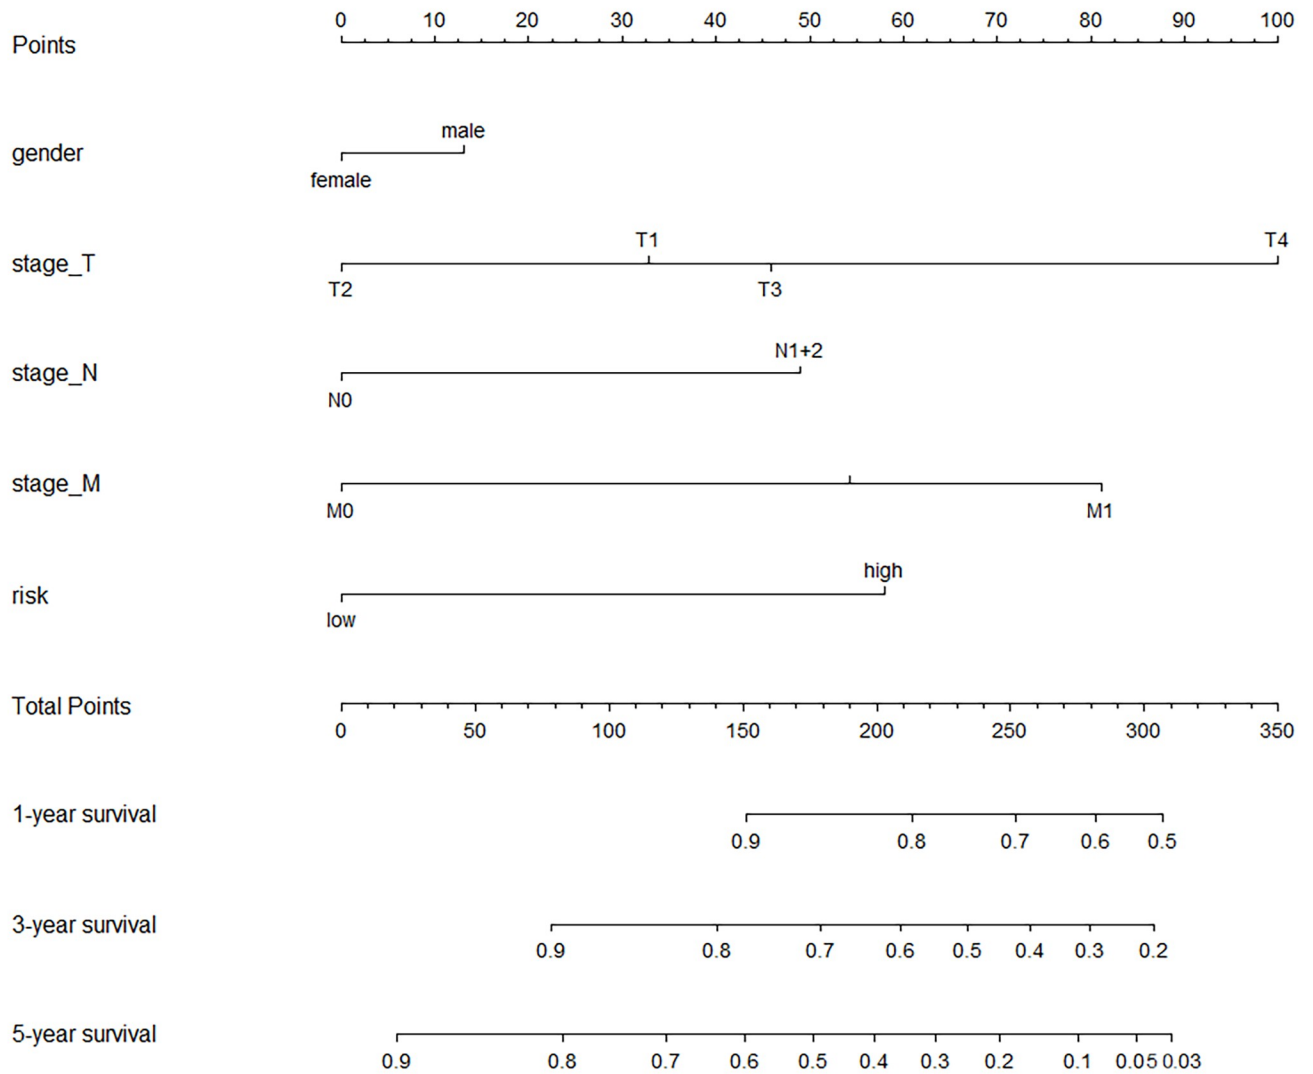 0 10 20 30 40 50 60 70 80 90 100
Points
male
gender
female
T1 T4
stage_T
T2 T3
N1+2
stage_N
N0
stage_M
M0 M1
high
risk
low
Total Points
0 50 100 150 200 250 300 350
1-year survival
0.9 0.8 0.7 0.6 0.5
3-year survival
0.9 0.8 0.7 0.6 0.5 0.4 0.3 0.2
5-year survival
0.9 0.8 0.7 0.6 0.5 0.4 0.3 0.2 0.1 0.05 0.03